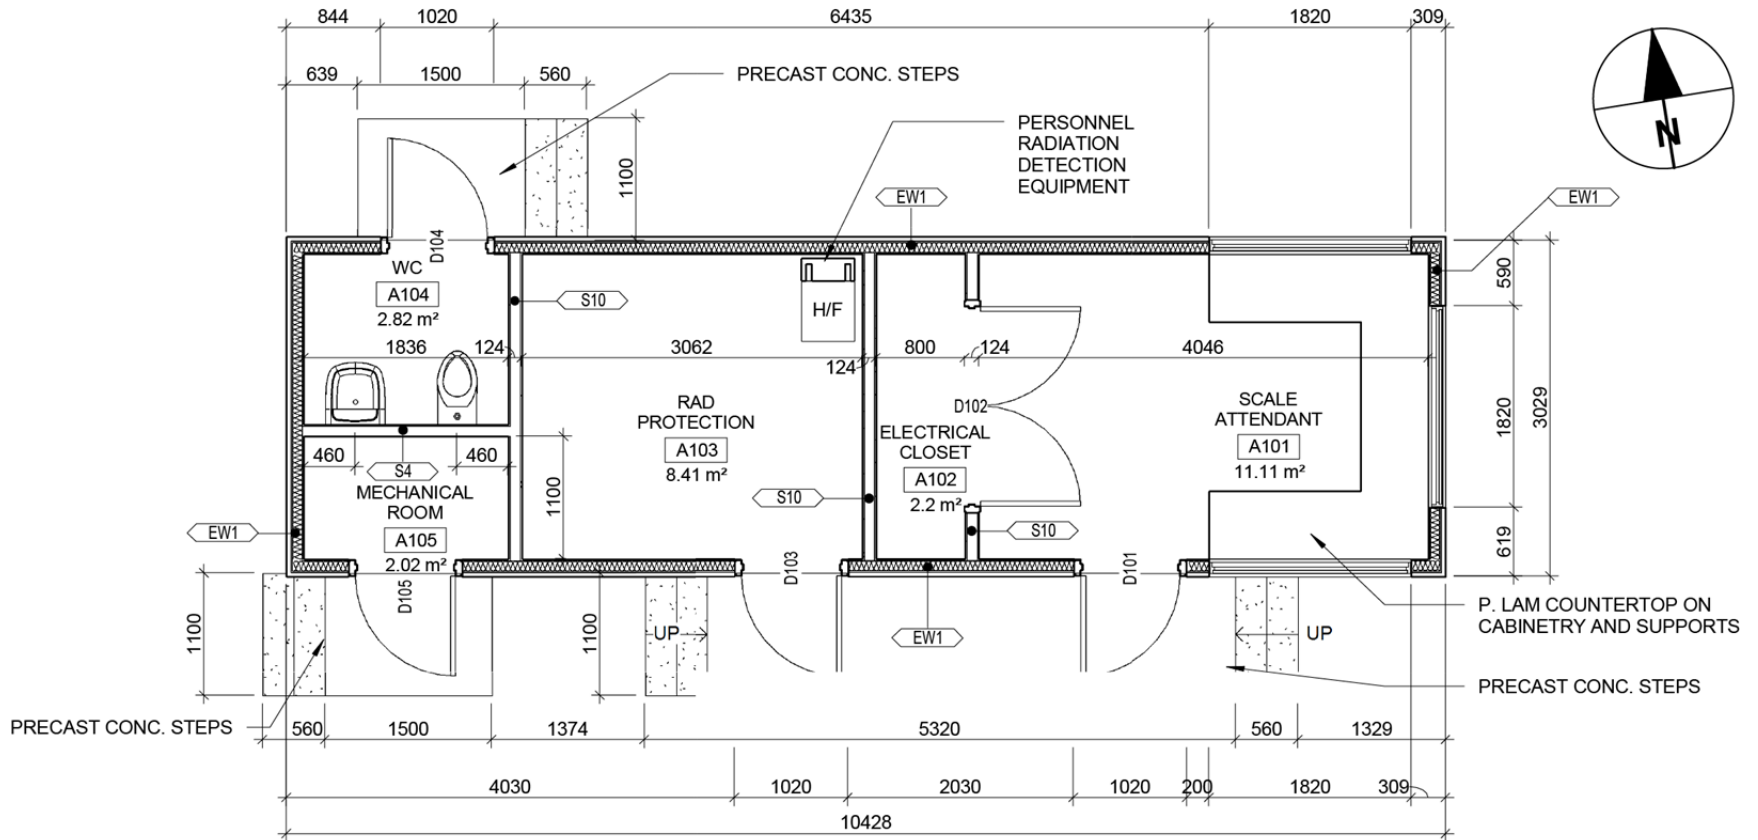 844 1020 6435 1820 309
639 1500 560
PRECAST CONC. STEPS
PERSONNEL
RADIATION
DETECTION
EQUIPMENT
N
1100
EW1
EW1
D104
WC
A104
2.82 m²
S10
H/F
590
1836 124 3062 124 800 124 4046
RAD
PROTECTION
A103
8.41 m²
D102
ELECTRICAL
CLOSET
A102
2.2 m²
SCALE
ATTENDANT
A101
11.11 m²
1820
3029
460 S4 460
MECHANICAL
ROOM
A105
2.02 m²
1100
S10
S10
EW1
619
D105
D103
D101
1100
1100
UP
EW1
UP
P. LAM COUNTERTOP ON
CABINETRY AND SUPPORTS
PRECAST CONC. STEPS
PRECAST CONC. STEPS
560 1500 1374 5320 560 1329
4030 1020 2030 1020 200 1820 309
10428